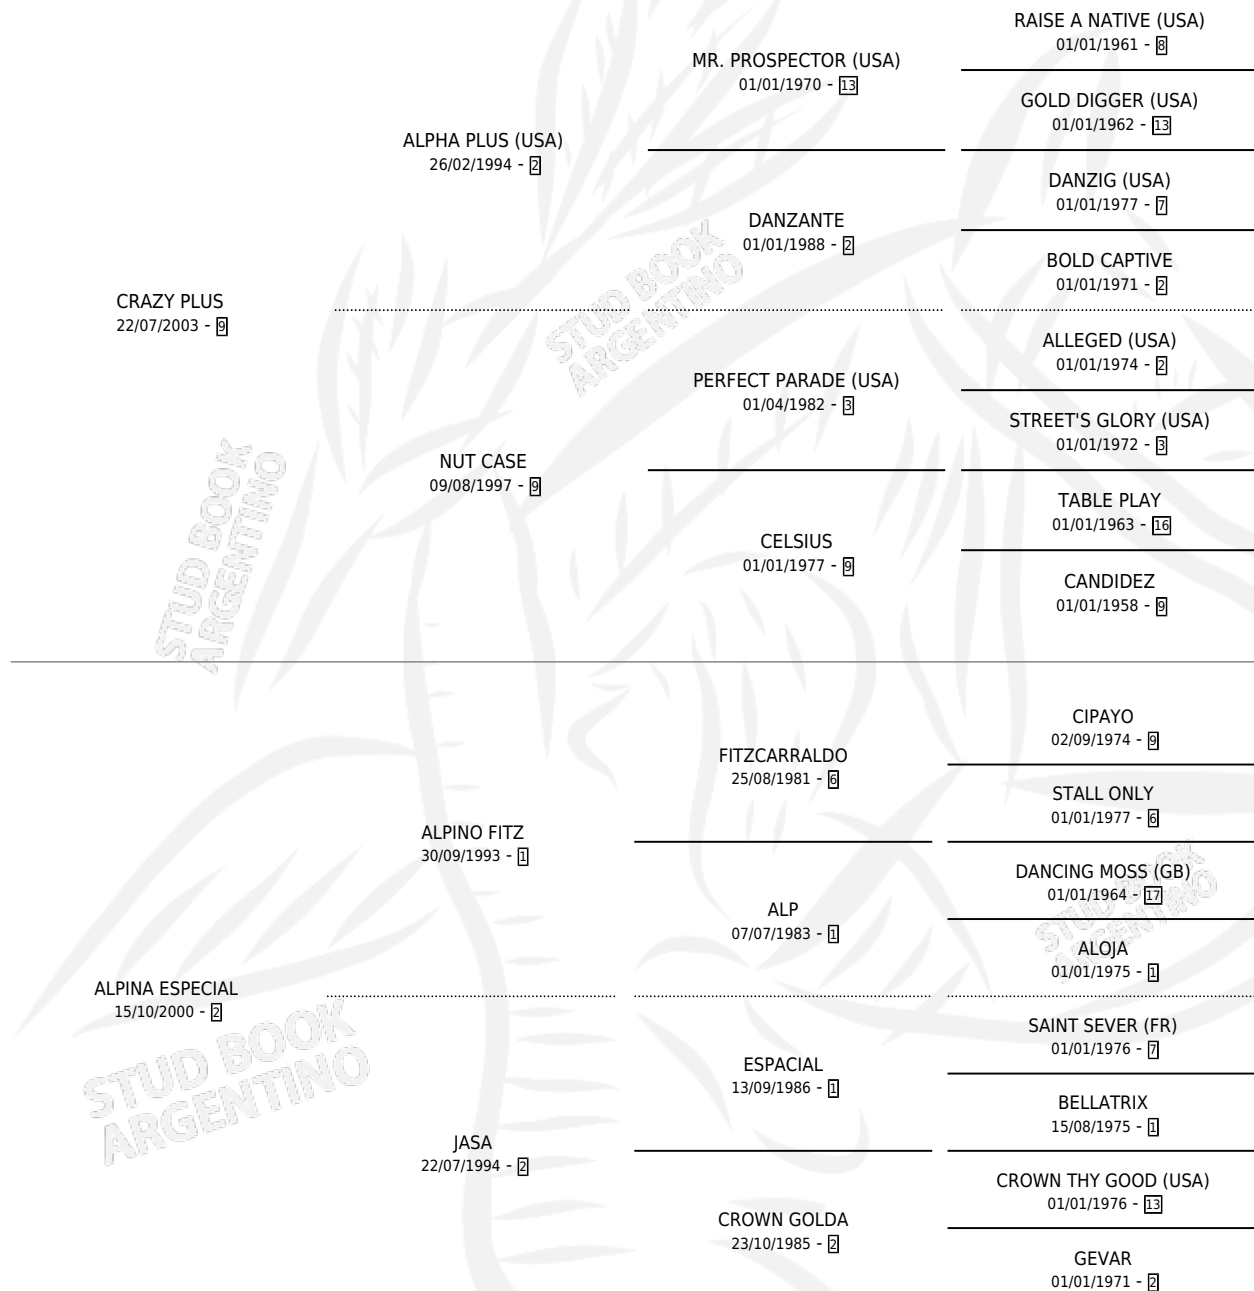 RAISE A NATIVE (USA)
01/01/1961 - 8
MR. PROSPECTOR (USA)
01/01/1970 - 13
GOLD DIGGER (USA)
01/01/1962 - 13
ALPHA PLUS (USA)
26/02/1994 - 2
DANZIG (USA)
01/01/1977 - 7
DANZANTE
01/01/1988 - 2
BOLD CAPTIVE
01/01/1971 - 2
CRAZY PLUS
22/07/2003 - 9
STUD BOOK
ARGENTINO
ALLEGED (USA)
01/01/1974 - 2
PERFECT PARADE (USA)
01/04/1982 - 3
STREET'S GLORY (USA)
01/01/1972 - 3
NUT CASE
09/08/1997 - 9
TABLE PLAY
01/01/1963 - 16
CELSIUS
01/01/1977 - 9
CANDIDEZ
01/01/1958 - 9
STUD BOOK
ARGENTINO
CIPAYO
02/09/1974 - 9
FITZCARRALDO
25/08/1981 - 6
STALL ONLY
01/01/1977 - 6
ALPINO FITZ
30/09/1993 - 1
DANCING MOSS (GB)
01/01/1964 - 17
STUD BOOK
ARGENTINO
ALP
07/07/1983 - 1
ALOJA
01/01/1975 - 1
ALPINA ESPECIAL
15/10/2000 - 2
SAINT SEVER (FR)
01/01/1976 - 7
ESPACIAL
13/09/1986 - 1
STUD BOOK
ARGENTINO
BELLATRIX
15/08/1975 - 1
JASA
22/07/1994 - 2
CROWN THY GOOD (USA)
01/01/1976 - 13
CROWN GOLDA
23/10/1985 - 2
GEVAR
01/01/1971 - 2